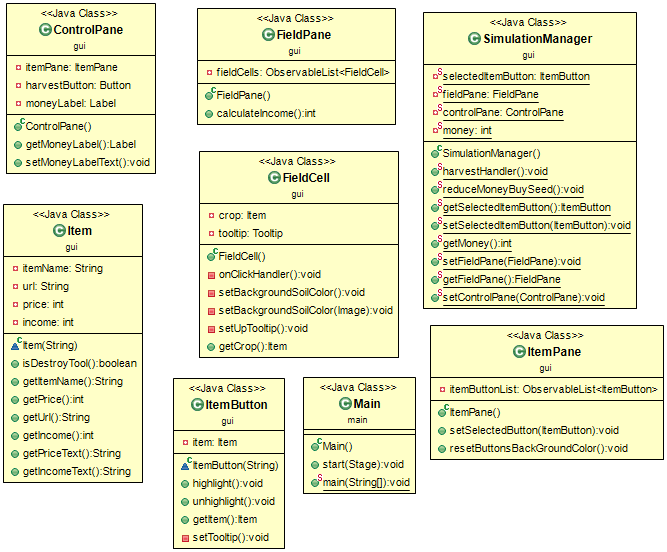 <<Java Class>>
ControlPane
gui
itemPane: ItemPane
harvestButton: Button
moneyLabel: Label
ControlPane()
getMoneyLabel():Label
setMoneyLabelText():void
<<Java Class>>
FieldPane
gui
fieldCells: ObservableList<FieldCell>
FieldPane()
calculateIncome():int
<<Java Class>>
SimulationManager
gui
selectedItemButton: ItemButton
fieldPane: FieldPane
controlPane: ControlPane
money: int
SimulationManager()
harvestHandler():void
reduceMoneyBuySeed():void
getSelectedItemButton():ItemButton
setSelectedItemButton(ItemButton):void
getMoney():int
setFieldPane(FieldPane):void
getFieldPane():FieldPane
setControlPane(ControlPane):void
<<Java Class>>
FieldCell
gui
crop: Item
tooltip: Tooltip
FieldCell()
onClickHandler():void
setBackgroundSoilColor():void
setBackgroundSoilColor(Image):void
setUpTooltip():void
getCrop():Item
<<Java Class>>
Item
gui
itemName: String
url: String
price: int
income: int
Item(String)
isDestroyTool():boolean
getItemName():String
getPrice():int
getUrl():String
getIncome():int
getPriceText():String
getIncomeText():String
<<Java Class>>
ItemButton
gui
item: Item
ItemButton(String)
highlight():void
unhighlight():void
getItem():Item
setTooltip():void
<<Java Class>>
Main
main
Main()
start(Stage):void
main(String[]):void
<<Java Class>>
ItemPane
gui
itemButtonList: ObservableList<ItemButton>
ItemPane()
setSelectedButton(ItemButton):void
resetButtonsBackGroundColor():void